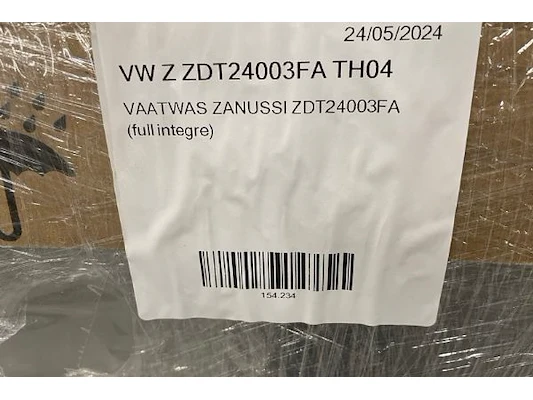 24/05/2024
VW Z ZDT24003FA TH04
VAATWAS ZANUSSI ZDT24003FA
(full integre)
154.234